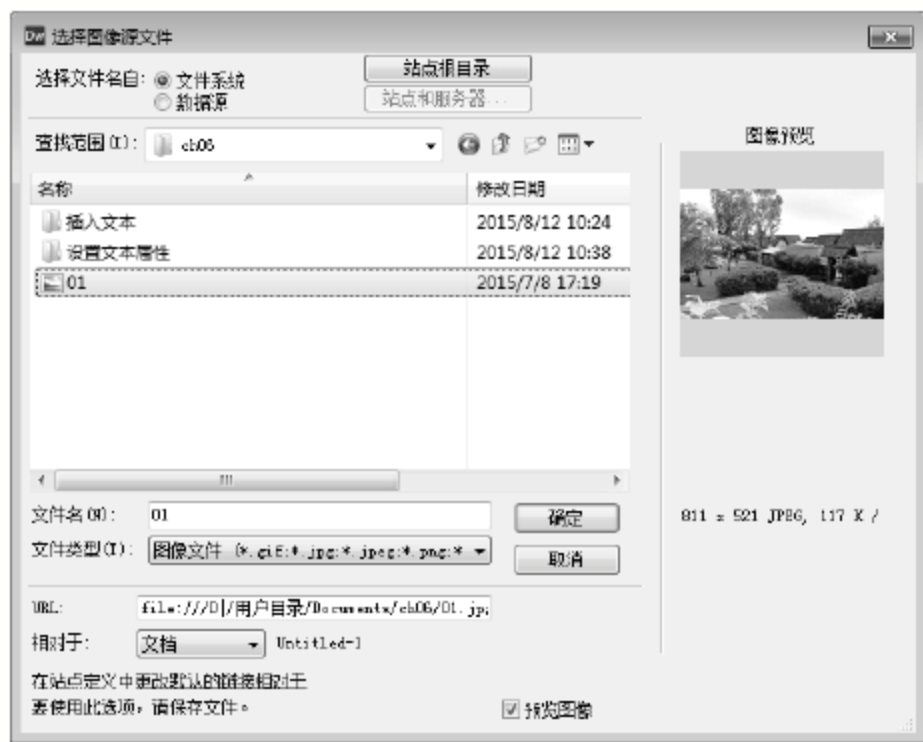 Dw 选择图像源文件
选择文件名自: 文件系统 站点根目录
数据源 站点和服务器...
查找范围(I): ch06
图像预览
名称 修改日期
插入文本 2015/8/12 10:24
设置文本属性 2015/8/12 10:38
01 2015/7/8 17:19
文件名(N): 01 确定
811 x 521 JPEG, 117 K /
文件类型(T): 图像文件 (*.gif;*.jpg;*.jpeg;*.png;* 取消
URL: file:///D|/用户目录/Documents/ch06/01.jp
相对于: 文档 Untitled-1
在站点定义中更改默认的链接相对于
要使用此选项,请保存文件。 预览图像